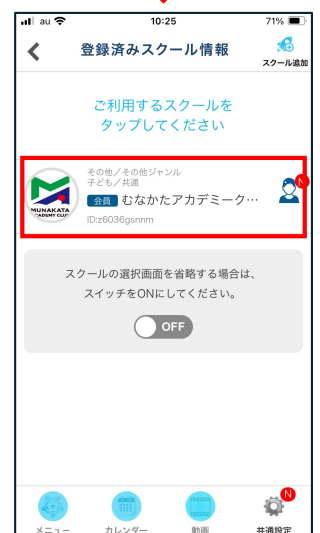 au 10:25 71%
登録済みスクール情報
スクール追加
ご利用するスクールを
タップしてください
その他/その他ジャンル
子ども/共通
会員 むなかたアカデミーク…
ID:z6036gsnnm
N
MUNAKATA
ACADEMY CLUB
スクールの選択画面を省略する場合は、
スイッチをONにしてください。
OFF
N
メニュー カレンダー 動画 共通設定